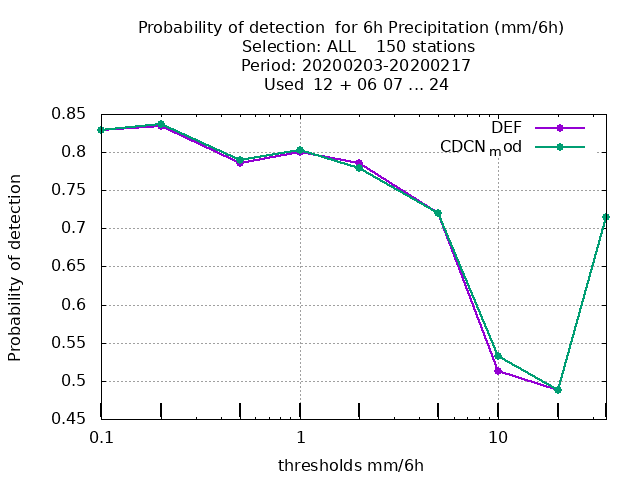 Probability of detection  for 6h Precipitation (mm/6h)
Selection: ALL    150 stations
Period: 20200203-20200217
Used  12 + 06 07 ... 24
0.85
0.8
0.75
0.7
0.65
0.6
0.55
0.5
0.45
Probability of detection
DEF
CDCNmod
0.1
1
10
thresholds mm/6h